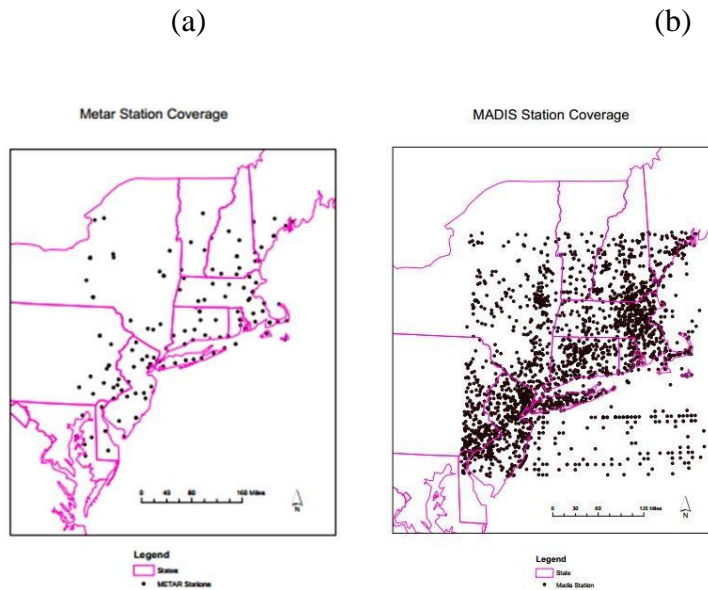 (a) (b)
Metar Station Coverage
MADIS Station Coverage
0 40 80 160 Miles
N
0 30 60 120 Miles
N
Legend
States
METAR Stations
Legend
State
Madis Station